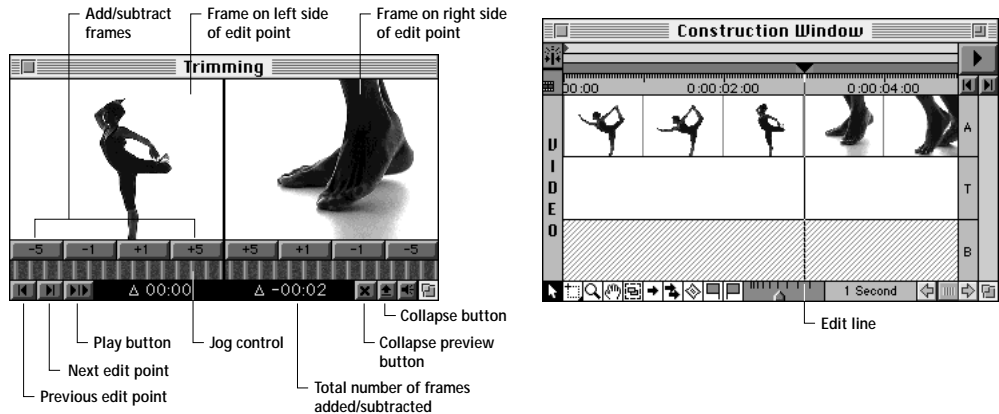 Add/subtract
frames
Frame on left side
of edit point
Frame on right side
of edit point
Trimming
-5 -1 +1 +5 +5 +1 -1 -5
Δ 00:00 Δ -00:02
Collapse button
Play button
Jog control
Collapse preview
button
Next edit point
Previous edit point
Total number of frames
added/subtracted
Construction Window
00:00 0:00:02:00 0:00:04:00
VIDEO
A
T
B
1 Second
Edit line